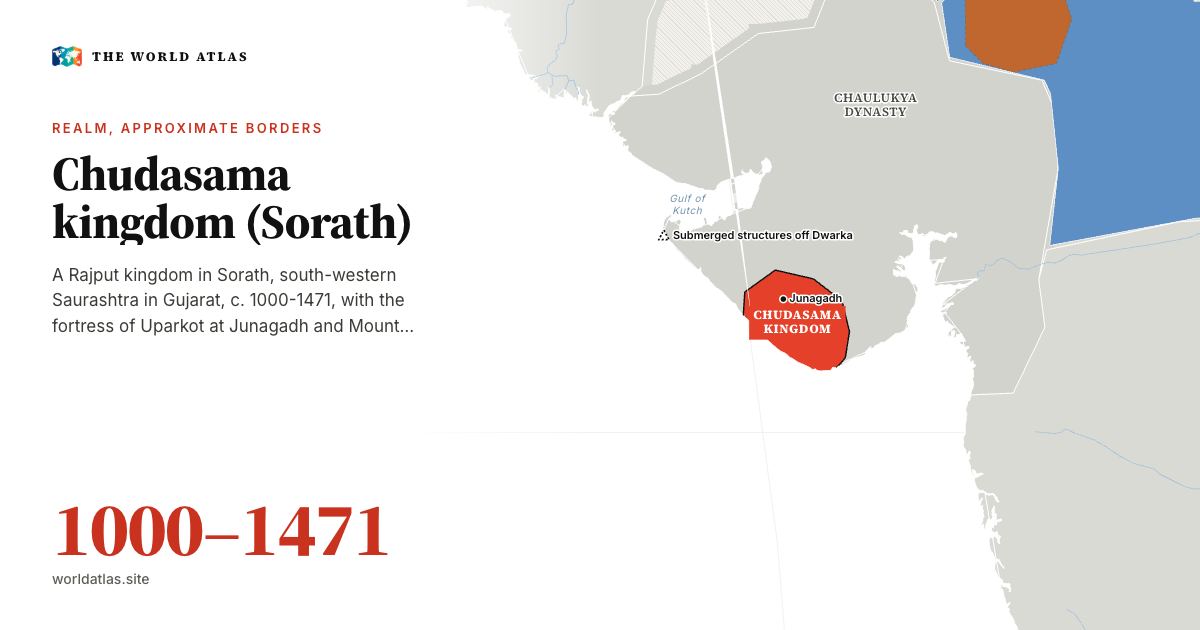 THE WORLD ATLAS
REALM, APPROXIMATE BORDERS
Chudasama
kingdom (Sorath)
A Rajput kingdom in Sorath, south-western
Saurashtra in Gujarat, c. 1000-1471, with the
fortress of Uparkot at Junagadh and Mount...
1000–1471
worldatlas.site
CHAULUKYA
DYNASTY
Gulf of
Kutch
Submerged structures off Dwarka
Junagadh
CHUDASAMA
KINGDOM